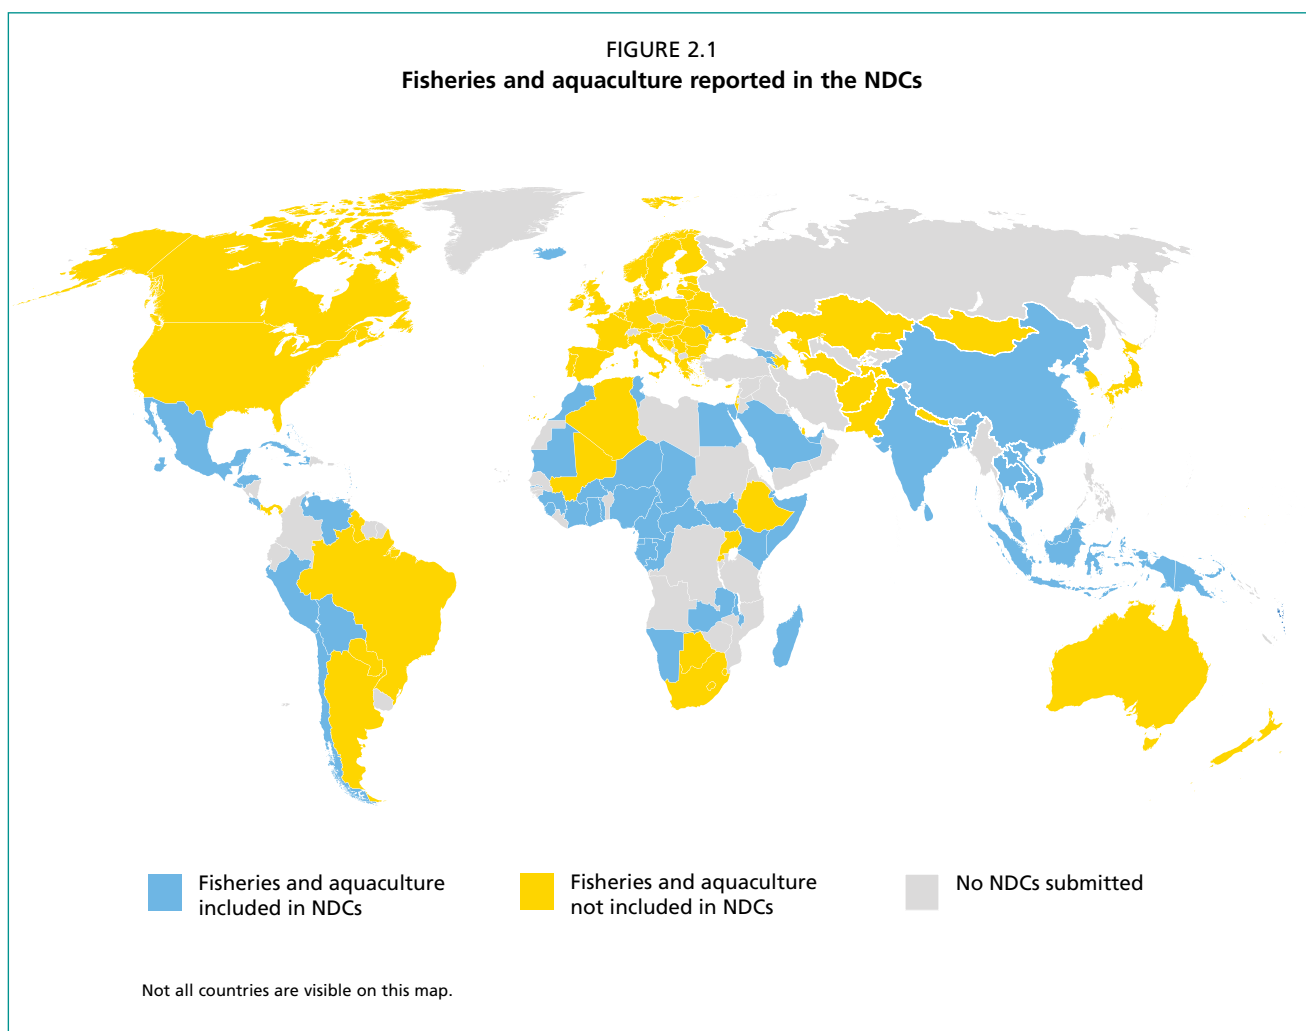 FIGURE 2.1
Fisheries and aquaculture reported in the NDCs
Fisheries and aquaculture
included in NDCs
Fisheries and aquaculture
not included in NDCs
No NDCs submitted
Not all countries are visible on this map.